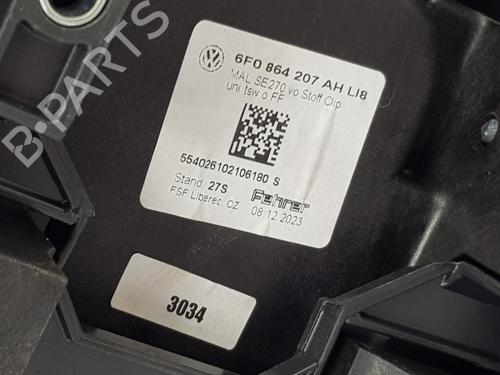 B-PARTS
6F0 864 207 AH LI8
MAL SE270 vo Stoff Clip
uni tsw o FF
554026102106180 S
Stand 27S
FSF Liberec, CZ
Fehrer
08.12.2023
3034